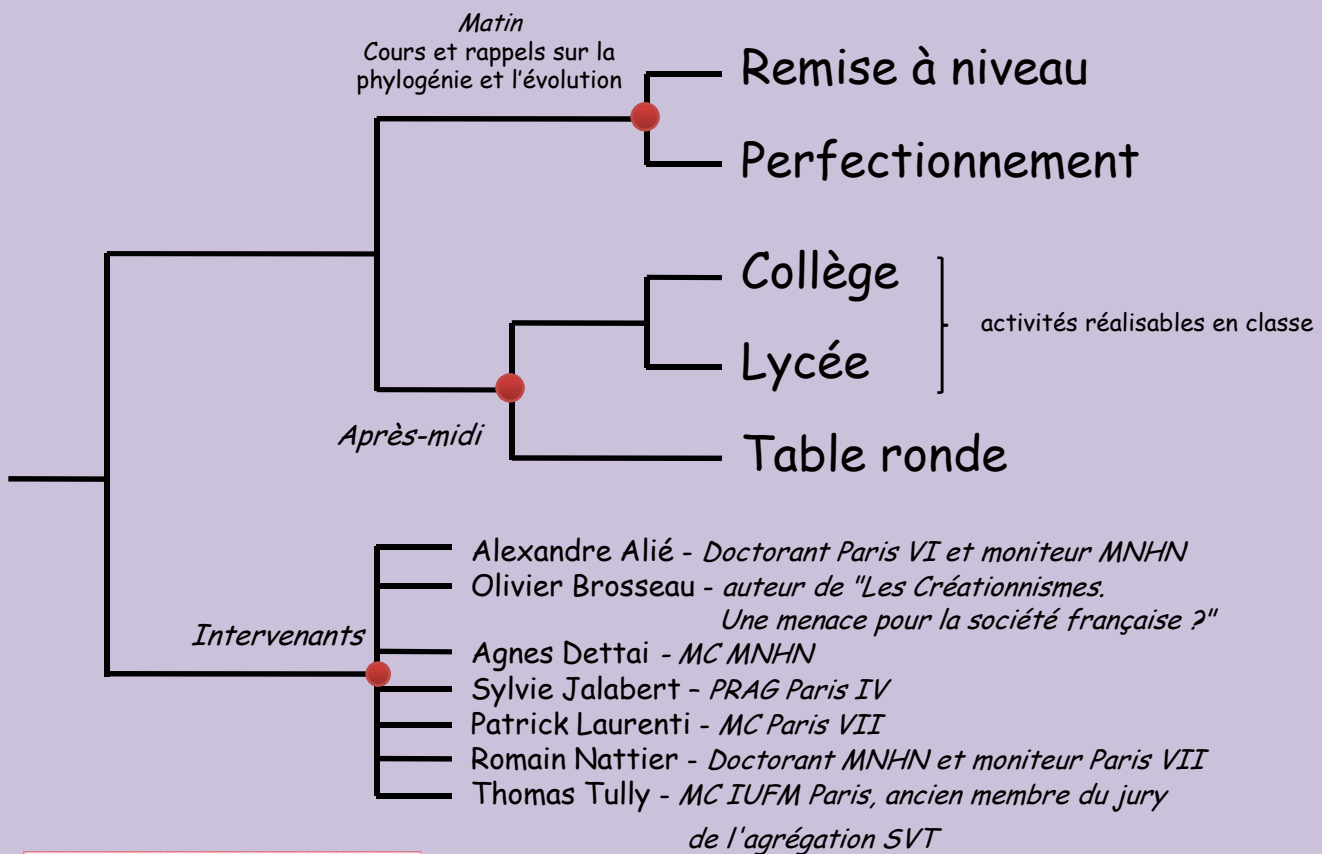 Matin
Cours et rappels sur la
phylogénie et l'évolution
Remise à niveau
Perfectionnement
Collège
activités réalisables en classe
Lycée
Après-midi
Table ronde
Alexandre Alié - Doctorant Paris VI et moniteur MNHN
Olivier Brosseau - auteur de "Les Créationnismes.
Une menace pour la société française ?"
Intervenants
Agnes Dettai - MC MNHN
Sylvie Jalabert – PRAG Paris IV
Patrick Laurenti - MC Paris VII
Romain Nattier - Doctorant MNHN et moniteur Paris VII
Thomas Tully - MC IUFM Paris, ancien membre du jury
de l'agrégation SVT